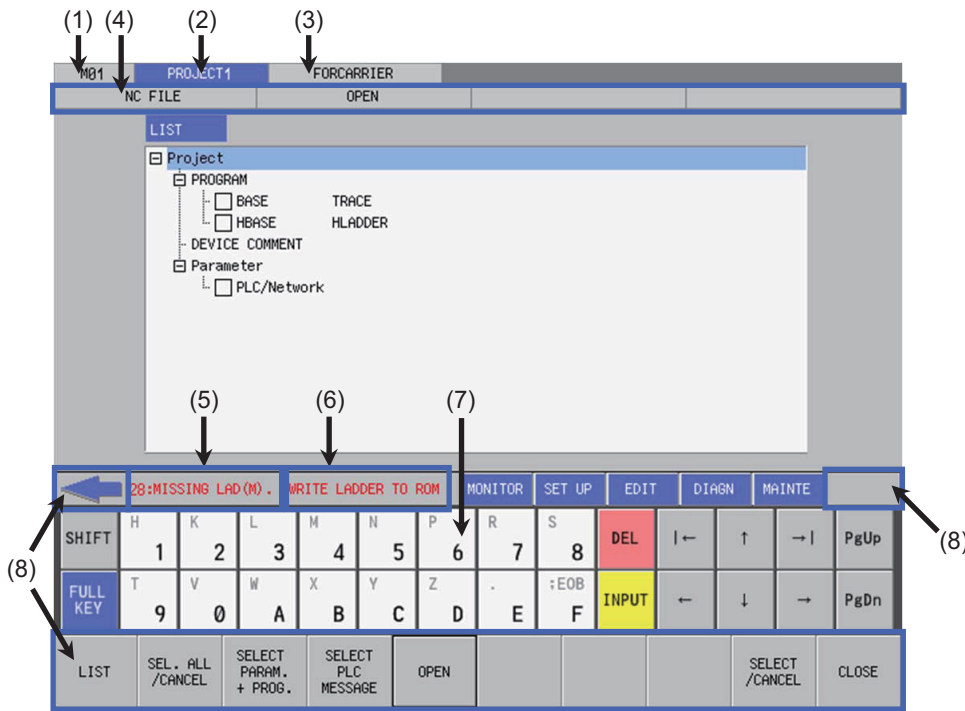 (1) (4) (2) (3)
M01 PROJECT1 FORCARRIER
NC FILE OPEN
LIST
Project
PROGRAM
BASE TRACE
HBASE HLADDER
DEVICE COMMENT
Parameter
PLC/Network
(5) (6) (7)
28:MISSING LAD(M). WRITE LADDER TO ROM MONITOR SET UP EDIT DIAGN MAINTE
SHIFT H 1 K 2 L 3 M 4 N 5 P 6 R 7 S 8 DEL |← ↑ →| PgUp
(8) (8)
FULL KEY T 9 V 0 W A X B Y C Z D . E ;EOB F INPUT ← ↓ → PgDn
LIST SEL. ALL /CANCEL SELECT PARAM. + PROG. SELECT PLC MESSAGE OPEN SELECT /CANCEL CLOSE